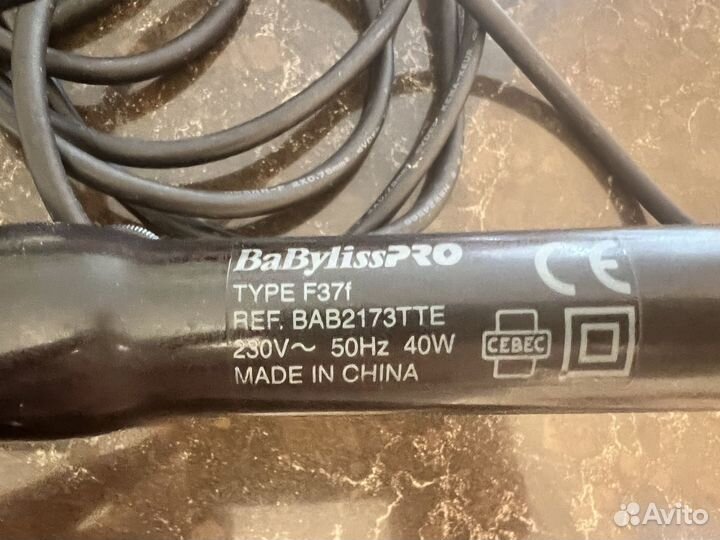 BaBylissPRO
TYPE F37f
REF. BAB2173TTE
230V~ 50Hz 40W
MADE IN CHINA
CE
CEBEC
Avito